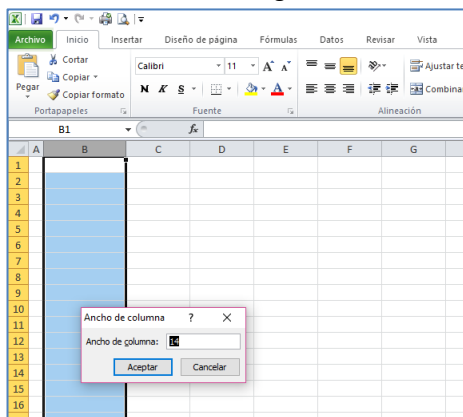 Archivo Inicio Insertar Diseño de página Fórmulas Datos Revisar Vista
Cortar
Copiar
Copiar formato
Pegar
Calibri 11 A A
Ajustar te
N K S A
Combinar
Portapapeles Fuente Alineación
B1 fx
A B C D E F G
1
2
3
4
5
6
7
8
9
10
11
12
13
14
15
16
Ancho de columna ? X
Ancho de columna: 14
Aceptar Cancelar